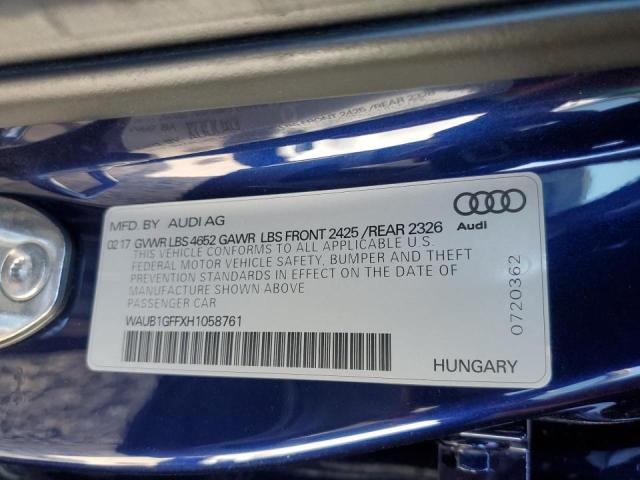 MFD. BY AUDI AG
02 17 GVWR LBS 4652 GAWR LBS FRONT 2425 /REAR 2326
THIS VEHICLE CONFORMS TO ALL APPLICABLE U.S.
FEDERAL MOTOR VEHICLE SAFETY, BUMPER AND THEFT
PREVENTION STANDARDS IN EFFECT ON THE DATE OF
MANUFACTURE SHOWN ABOVE
PASSENGER CAR
WAUB1GFFXH1058761
Audi
0720362
HUNGARY